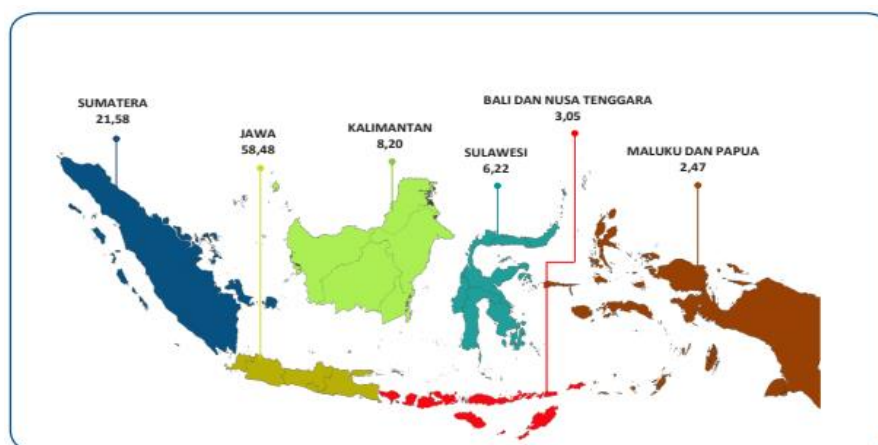 SUMATERA
21,58
JAWA
58,48
KALIMANTAN
8,20
SULAWESI
6,22
BALI DAN NUSA TENGGARA
3,05
MALUKU DAN PAPUA
2,47